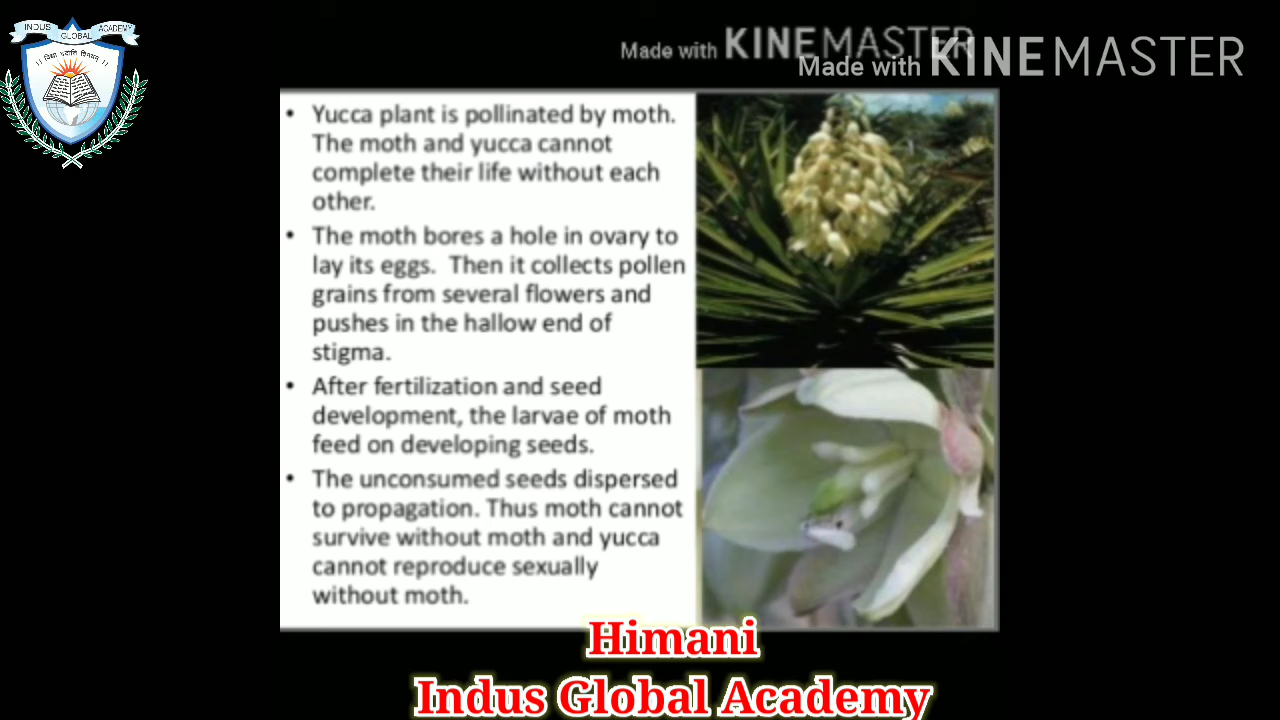 INDUS GLOBAL ACADEMY
Made with KINEMASTER
Made with KINEMASTER
• Yucca plant is pollinated by moth.
The moth and yucca cannot
complete their life without each
other.
• The moth bores a hole in ovary to
lay its eggs. Then it collects pollen
grains from several flowers and
pushes in the hallow end of
stigma.
• After fertilization and seed
development, the larvae of moth
feed on developing seeds.
• The unconsumed seeds dispersed
to propagation. Thus moth cannot
survive without moth and yucca
cannot reproduce sexually
without moth.
Himani
Indus Global Academy